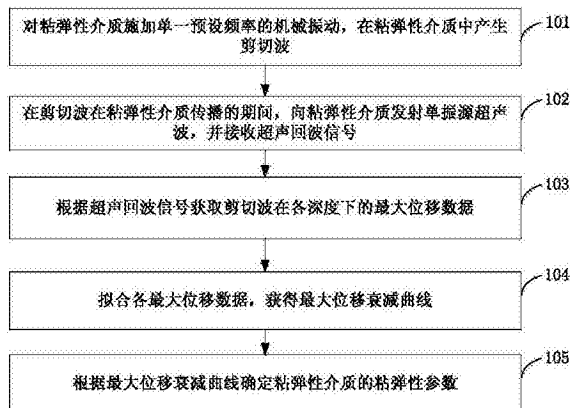 对粘弹性介质施加单一预设频率的机械振动，在粘弹性介质中产生
剪切波
101
在剪切波在粘弹性介质传播的期间，向粘弹性介质发射单振源超声
波，并接收超声回波信号
102
根据超声回波信号获取剪切波在各深度下的最大位移数据
103
拟合各最大位移数据，获得最大位移衰减曲线
104
根据最大位移衰减曲线确定粘弹性介质的粘弹性参数
105